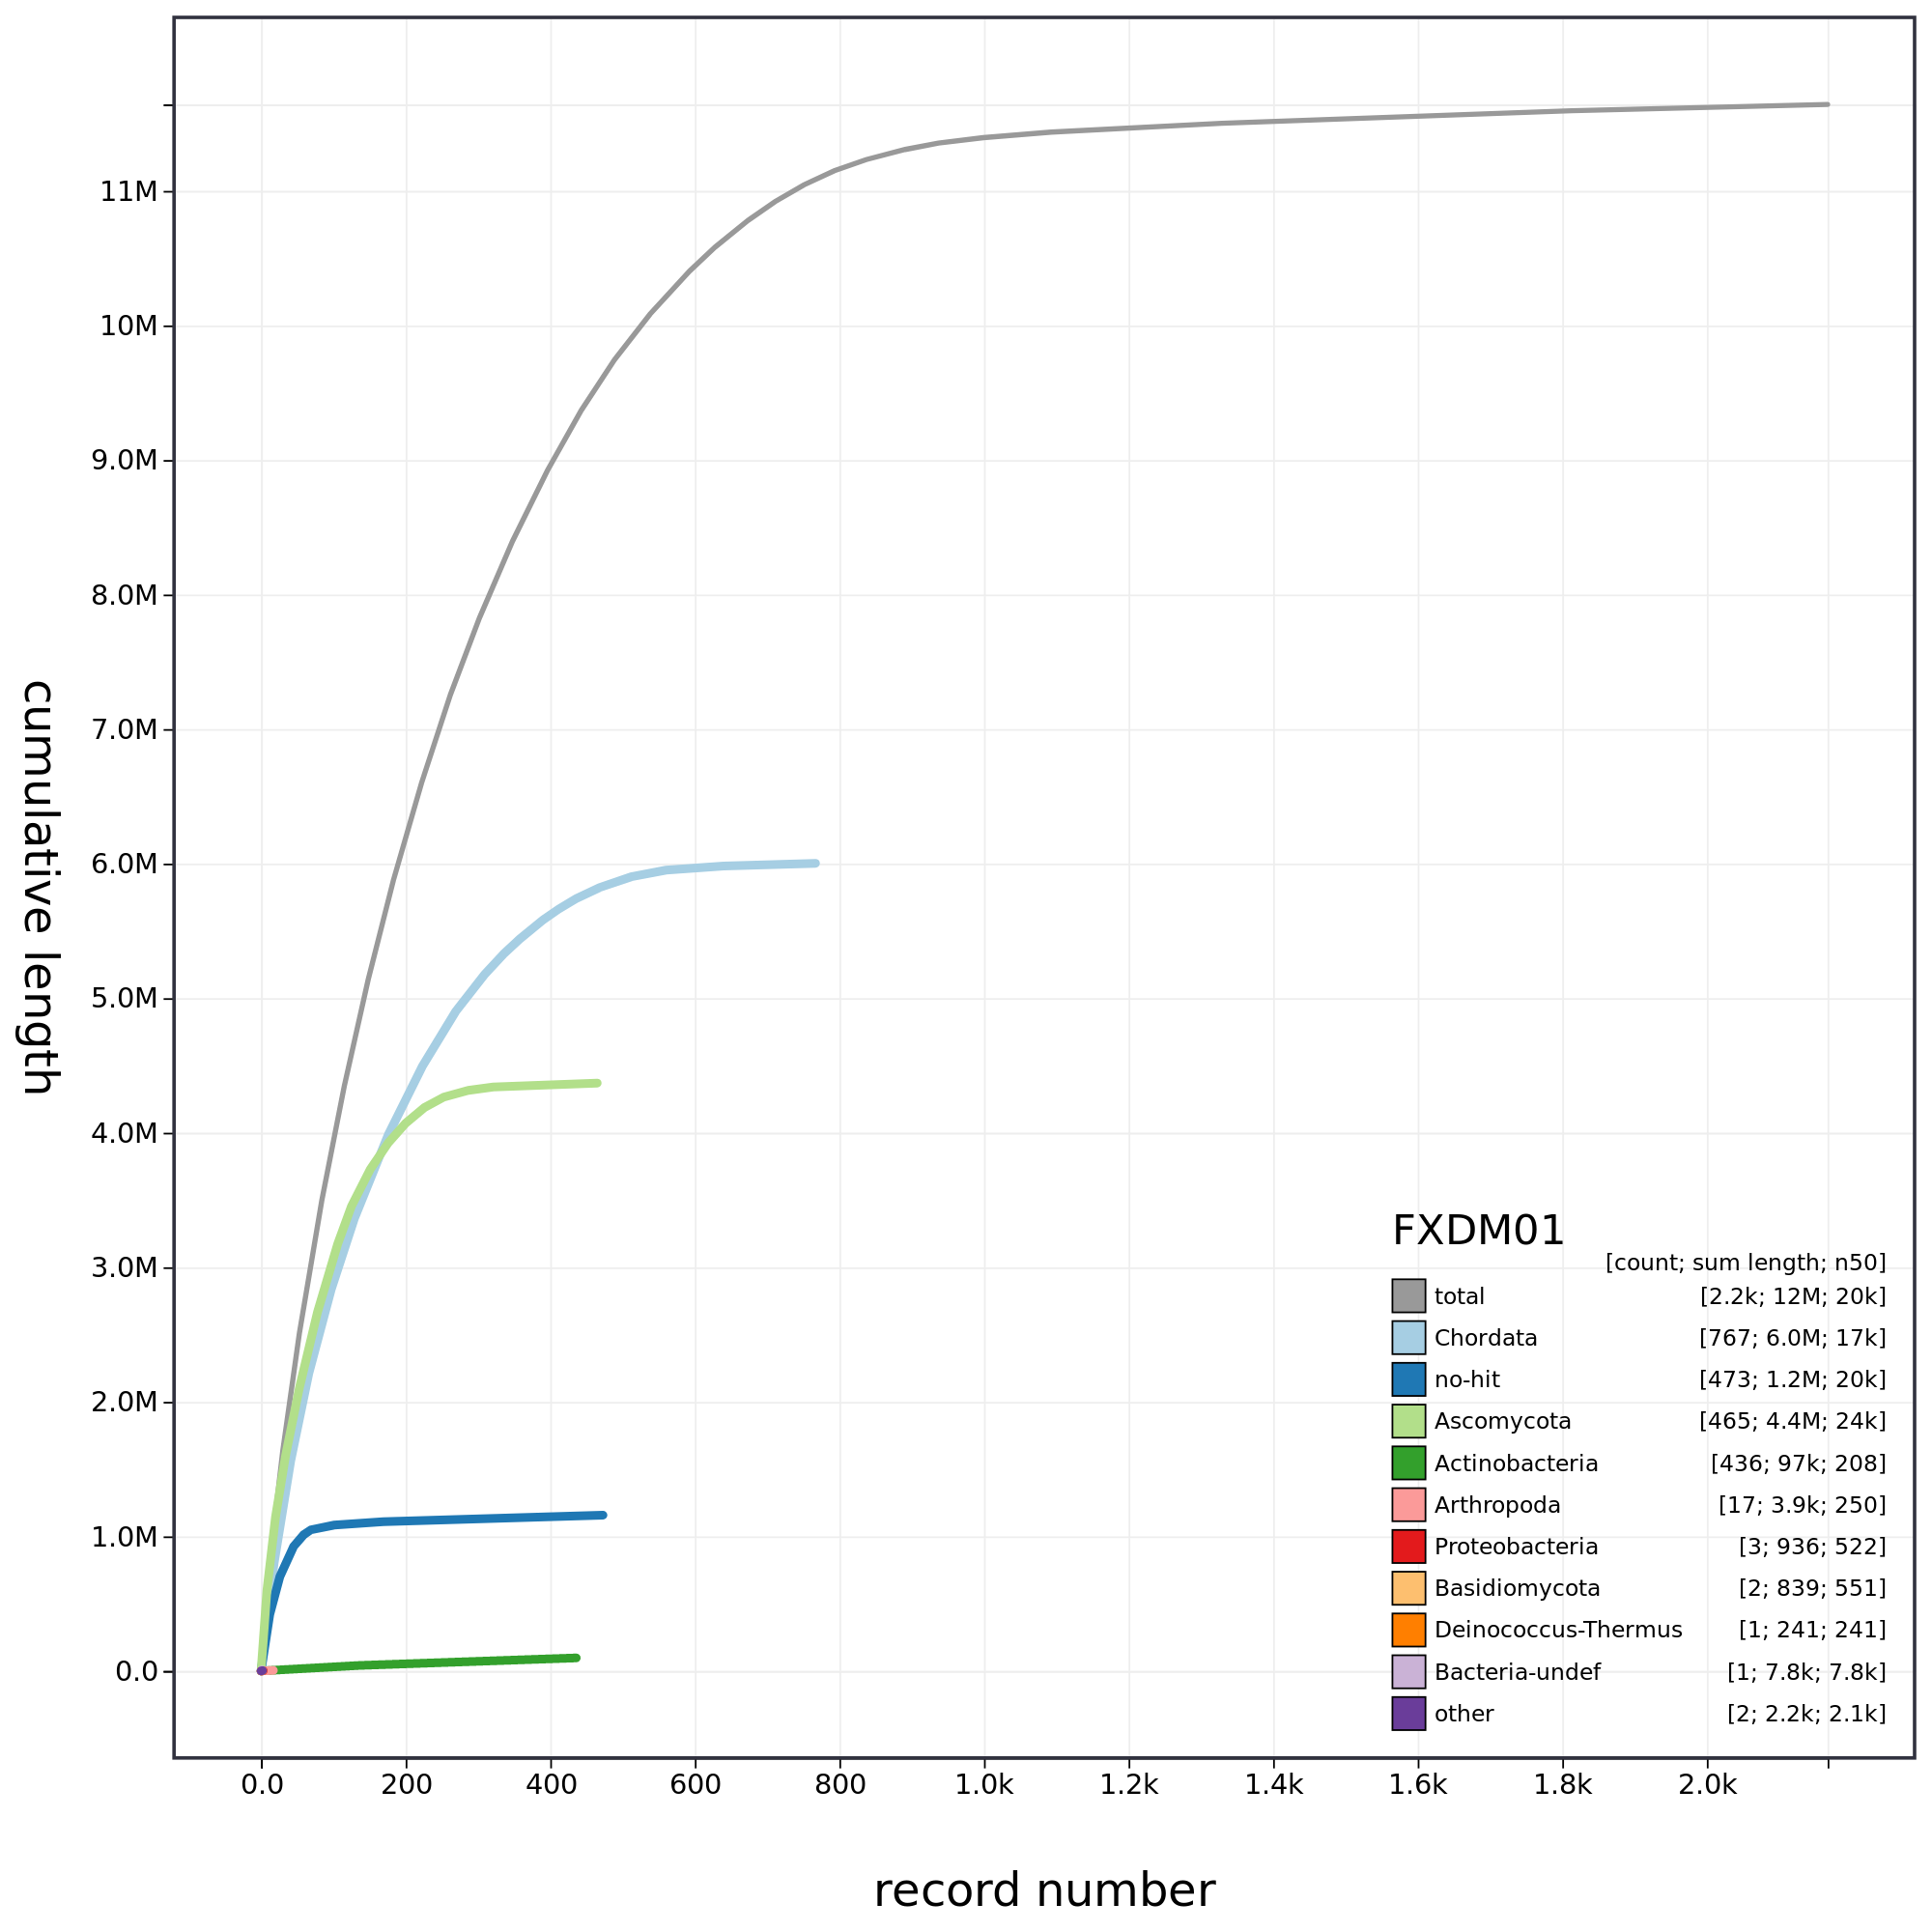 11M
10M
9.0M
8.0M
7.0M
6.0M
5.0M
4.0M
3.0M
2.0M
1.0M
0.0
cumulative length
FXDM01
[count; sum length; n50]
total [2.2k; 12M; 20k]
Chordata [767; 6.0M; 17k]
no-hit [473; 1.2M; 20k]
Ascomycota [465; 4.4M; 24k]
Actinobacteria [436; 97k; 208]
Arthropoda [17; 3.9k; 250]
Proteobacteria [3; 936; 522]
Basidiomycota [2; 839; 551]
Deinococcus-Thermus [1; 241; 241]
Bacteria-undef [1; 7.8k; 7.8k]
other [2; 2.2k; 2.1k]
0.0 200 400 600 800 1.0k 1.2k 1.4k 1.6k 1.8k 2.0k
record number